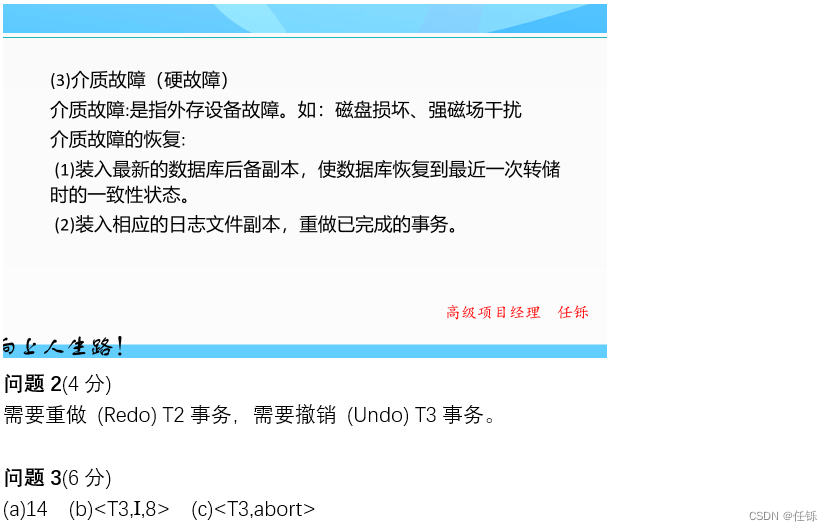 (3)介质故障（硬故障）
介质故障:是指外存设备故障。如：磁盘损坏、强磁场干扰
介质故障的恢复:
(1)装入最新的数据库后备副本，使数据库恢复到最近一次转储
时的一致性状态。
(2)装入相应的日志文件副本，重做已完成的事务。
高级项目经理 任铄
向上人生路！
问题 2(4 分)
需要重做 (Redo) T2 事务，需要撤销 (Undo) T3 事务。
问题 3(6 分)
(a)14 (b)<T3,I,8> (c)<T3,abort>
CSDN @任铄